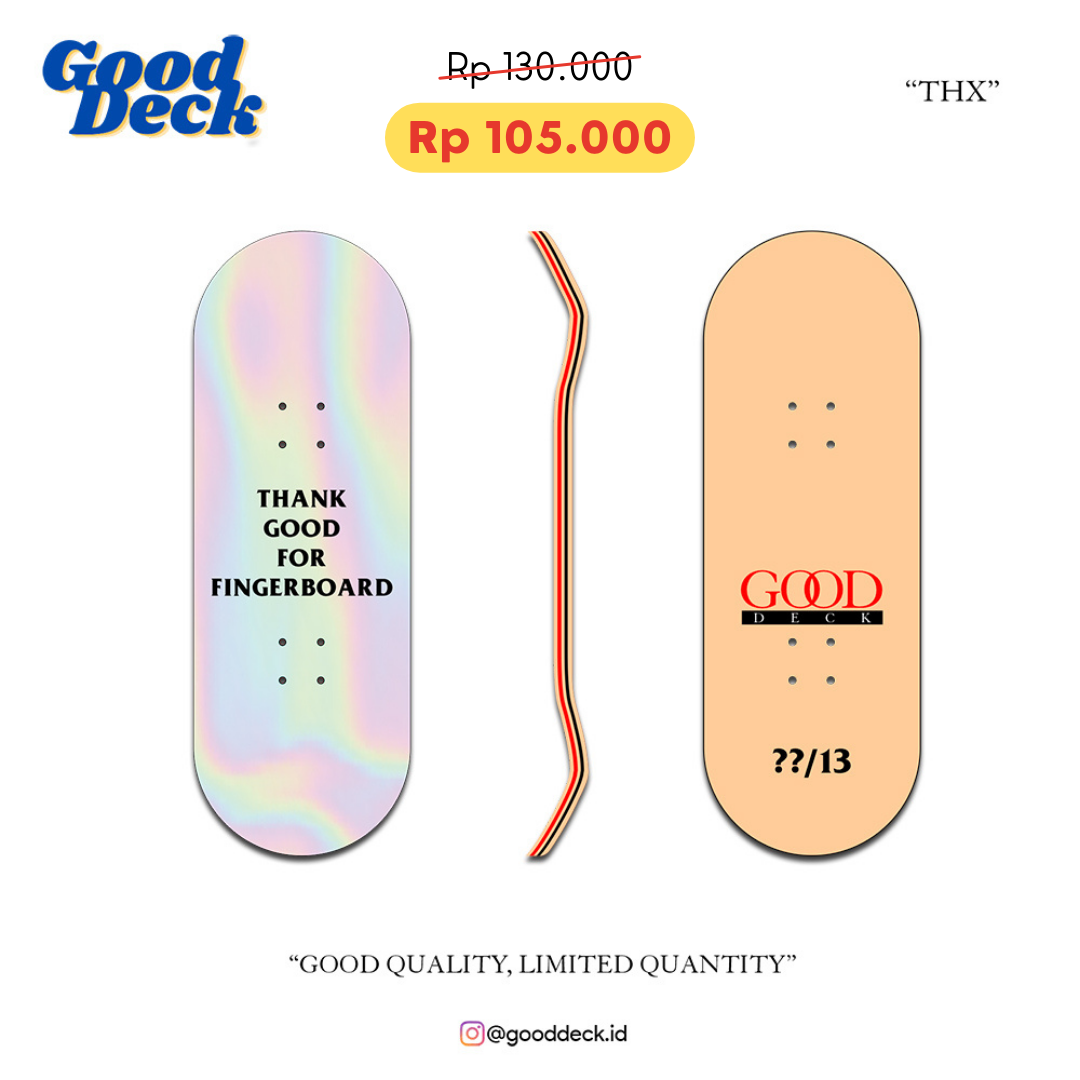 Good
Deck
Rp 130.000
Rp 105.000
“THX”
THANK
GOOD
FOR
FINGERBOARD
GOOD
DECK
??/13
“GOOD QUALITY, LIMITED QUANTITY”
@gooddeck.id